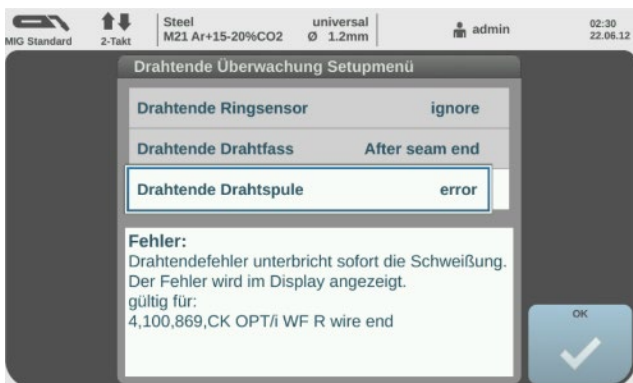 MIG Standard
2-Takt
Steel universal
M21 Ar+15-20%CO2 Ø 1.2mm
admin
02:30
22.06.12
Drahtende Überwachung Setupmenü
Drahtende Ringsensor ignore
Drahtende Drahtfass After seam end
Drahtende Drahtspule error
Fehler:
Drahtendefehler unterbricht sofort die Schweißung.
Der Fehler wird im Display angezeigt.
gültig für:
4,100,869,CK OPT/i WF R wire end
OK